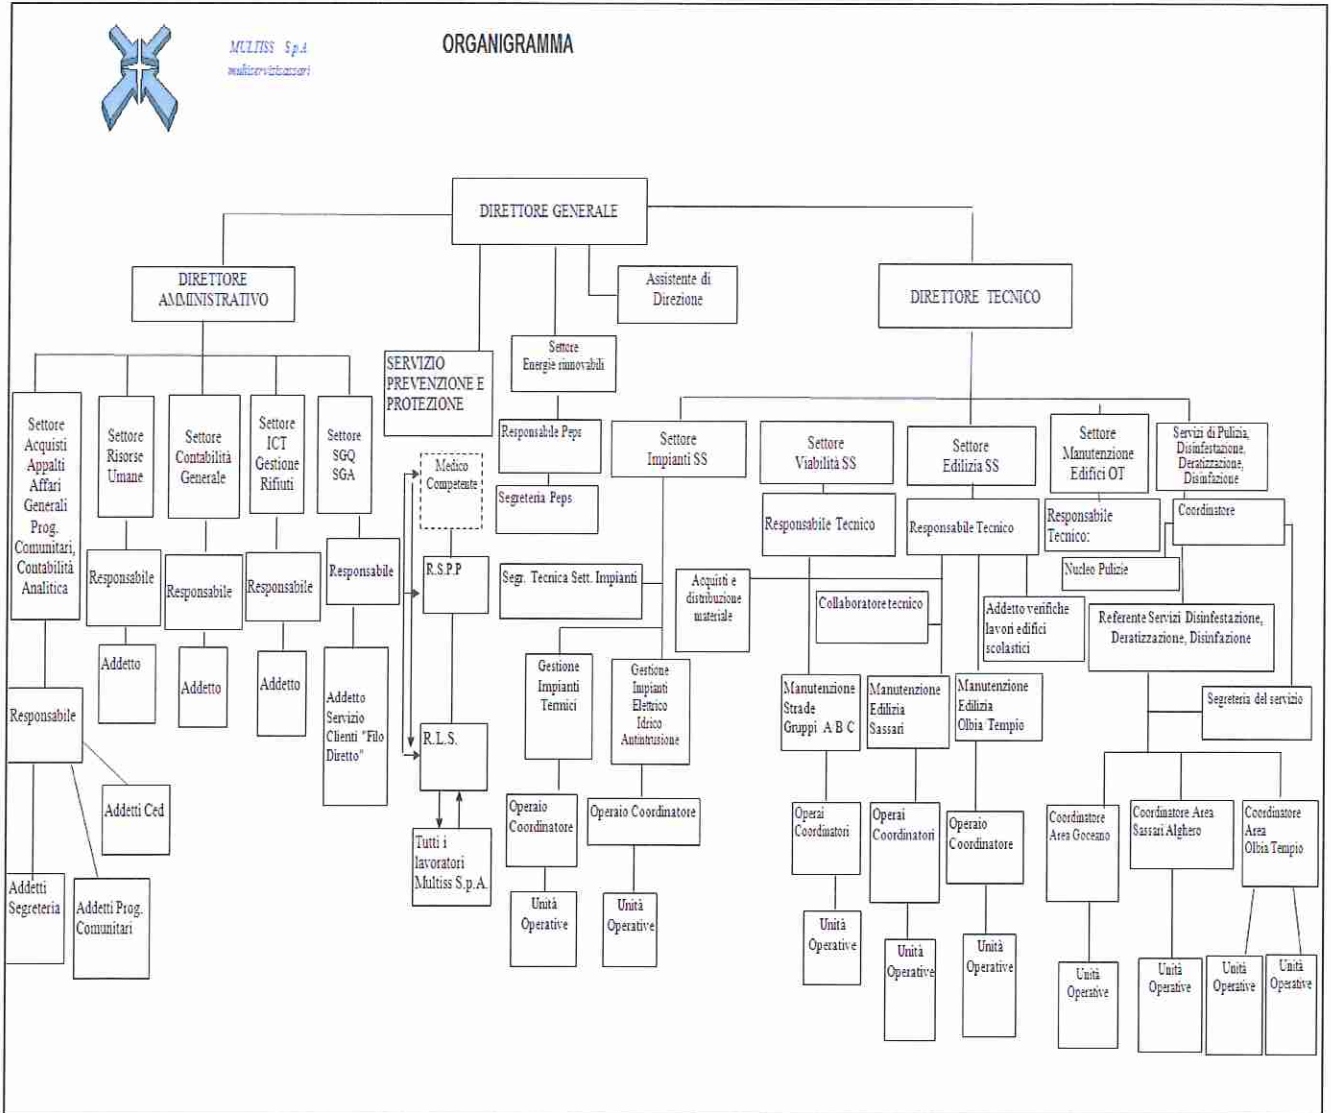 MULTISS S.p.A
multiservizisassari
ORGANIGRAMMA
DIRETTORE GENERALE
DIRETTORE
AMMINISTRATIVO
Assistente di
Direzione
DIRETTORE TECNICO
SERVIZIO
PREVENZIONE E
PROTEZIONE
Settore
Energie rinnovabili
Settore
Acquisti
Appalti
Affari
Generali
Prog.
Comunitari,
Contabilità
Analitica
Settore
Risorse
Umane
Settore
Contabilità
Generale
Settore
ICT
Gestione
Rifiuti
Settore
SGQ
SGA
Responsabile Peps
Segreteria Peps
Medico
Competente
Settore
Impianti SS
Settore
Viabilità SS
Settore
Edilizia SS
Settore
Manutenzione
Edifici OT
Servizi di Pulizia,
Disinfestazione,
Deratizzazione,
Disinfazione
Responsabile Tecnico
Responsabile Tecnico
Responsabile
Tecnico:
Coordinatore
Nucleo Pulizie
Responsabile
Responsabile
Responsabile
Responsabile
R.S.P.P
Segr. Tecnica Sett. Impianti
Acquisti e
distribuzione
materiale
Collaboratore tecnico
Addetto verifiche
lavori edifici
scolastici
Referente Servizi Disinfestazione,
Deratizzazione, Disinfazione
Addetto
Addetto
Addetto
Addetto
Servizio
Clienti "Filo
Diretto"
Responsabile
R.L.S.
Gestione
Impianti
Termici
Gestione
Impianti
Elettrico
Idrico
Antintrusione
Manutenzione
Strade
Gruppi A B C
Manutenzione
Edilizia
Sassari
Manutenzione
Edilizia
Olbia Tempio
Segreteria del servizio
Addetti Ced
Operaio
Coordinatore
Operaio Coordinatore
Operai
Coordinatori
Operai
Coordinatori
Operaio
Coordinatore
Coordinatore
Area Goceano
Coordinatore Area
Sassari Alghero
Coordinatore
Area
Olbia Tempio
Tutti i
lavoratori
Multiss S.p.A.
Addetti
Segreteria
Addetti Prog.
Comunitari
Unità
Operative
Unità
Operative
Unità
Operative
Unità
Operative
Unità
Operative
Unità
Operative
Unità
Operative
Unità
Operative
Unità
Operative